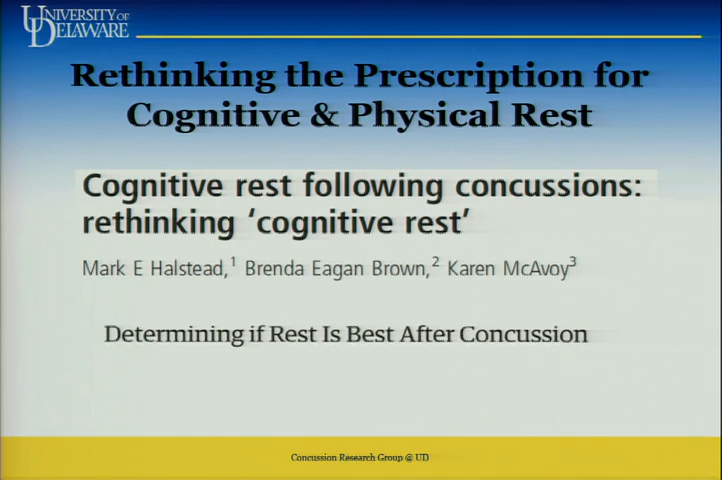 UNIVERSITY OF
DELAWARE
Rethinking the Prescription for
Cognitive & Physical Rest
Cognitive rest following concussions:
rethinking ‘cognitive rest’
Mark E Halstead,1 Brenda Eagan Brown,2 Karen McAvoy3
Determining if Rest Is Best After Concussion
Concussion Research Group @ UD